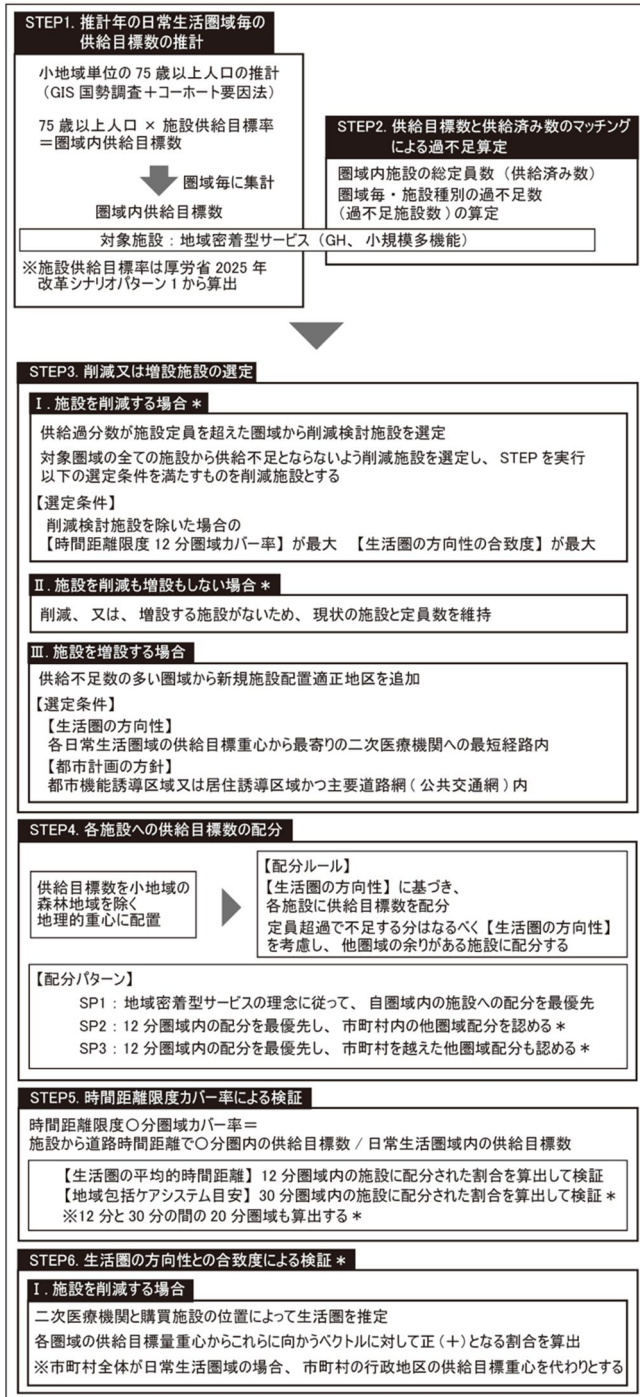 STEP1. 推計年の日常生活圏域毎の
供給目標数の推計
小地域単位の 75 歳以上人口の推計
（GIS 国勢調査＋コーホート要因法）
75 歳以上人口 × 施設供給目標率
＝圏域内供給目標数
圏域毎に集計
圏域内供給目標数
STEP2. 供給目標数と供給済み数のマッチング
による過不足算定
圏域内施設の総定員数（供給済み数）
圏域毎・施設種別の過不足数
（過不足施設数）の算定
対象施設：地域密着型サービス（GH、小規模多機能）
※施設供給目標率は厚労省 2025 年
改革シナリオパターン 1 から算出
STEP3. 削減又は増設施設の選定
Ⅰ. 施設を削減する場合＊
供給過分数が施設定員を超えた圏域から削減検討施設を選定
対象圏域の全ての施設から供給不足とならないよう削減施設を選定し、STEP を実行
以下の選定条件を満たすものを削減施設とする
【選定条件】
削減検討施設を除いた場合の
【時間距離限度 12 分圏域カバー率】が最大 【生活圏の方向性の合致度】が最大
Ⅱ. 施設を削減も増設もしない場合＊
削減、又は、増設する施設がないため、現状の施設と定員数を維持
Ⅲ. 施設を増設する場合
供給不足数の多い圏域から新規施設配置適正地区を追加
【選定条件】
【生活圏の方向性】
各日常生活圏域の供給目標重心から最寄りの二次医療機関への最短経路内
【都市計画の方針】
都市機能誘導区域又は居住誘導区域かつ主要道路網（公共交通網）内
STEP4. 各施設への供給目標数の配分
供給目標数を小地域の
森林地域を除く
地理的重心に配置
【配分ルール】
【生活圏の方向性】に基づき、
各施設に供給目標数を配分
定員超過で不足する分はなるべく【生活圏の方向性】
を考慮し、他圏域の余りがある施設に配分する
【配分パターン】
SP1：地域密着型サービスの理念に従って、自圏域内の施設への配分を最優先
SP2：12 分圏域内の配分を最優先し、市町村内の他圏域配分を認める＊
SP3：12 分圏域内の配分を最優先し、市町村を越えた他圏域配分も認める＊
STEP5. 時間距離限度カバー率による検証
時間距離限度○分圏域カバー率＝
施設から道路時間距離で○分圏内の供給目標数 / 日常生活圏域内の供給目標数
【生活圏の平均的時間距離】12 分圏域内の施設に配分された割合を算出して検証
【地域包括ケアシステム目安】30 分圏域内の施設に配分された割合を算出して検証＊
※12 分と 30 分の間の 20 分圏域も算出する＊
STEP6. 生活圏の方向性との合致度による検証＊
Ⅰ. 施設を削減する場合
二次医療機関と購買施設の位置によって生活圏を推定
各圏域の供給目標量重心からこれらに向かうベクトルに対して正（＋）となる割合を算出
※市町村全体が日常生活圏域の場合、市町村の行政地区の供給目標重心を代わりとする